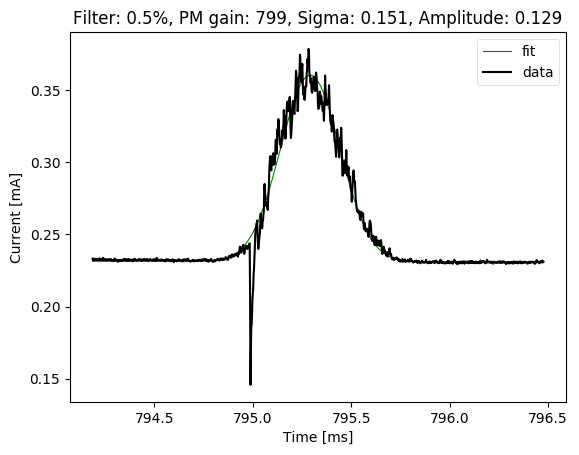 Filter: 0.5%, PM gain: 799, Sigma: 0.151, Amplitude: 0.129
fit
data
0.35
0.30
0.25
0.20
0.15
Current [mA]
794.5
795.0
795.5
796.0
796.5
Time [ms]